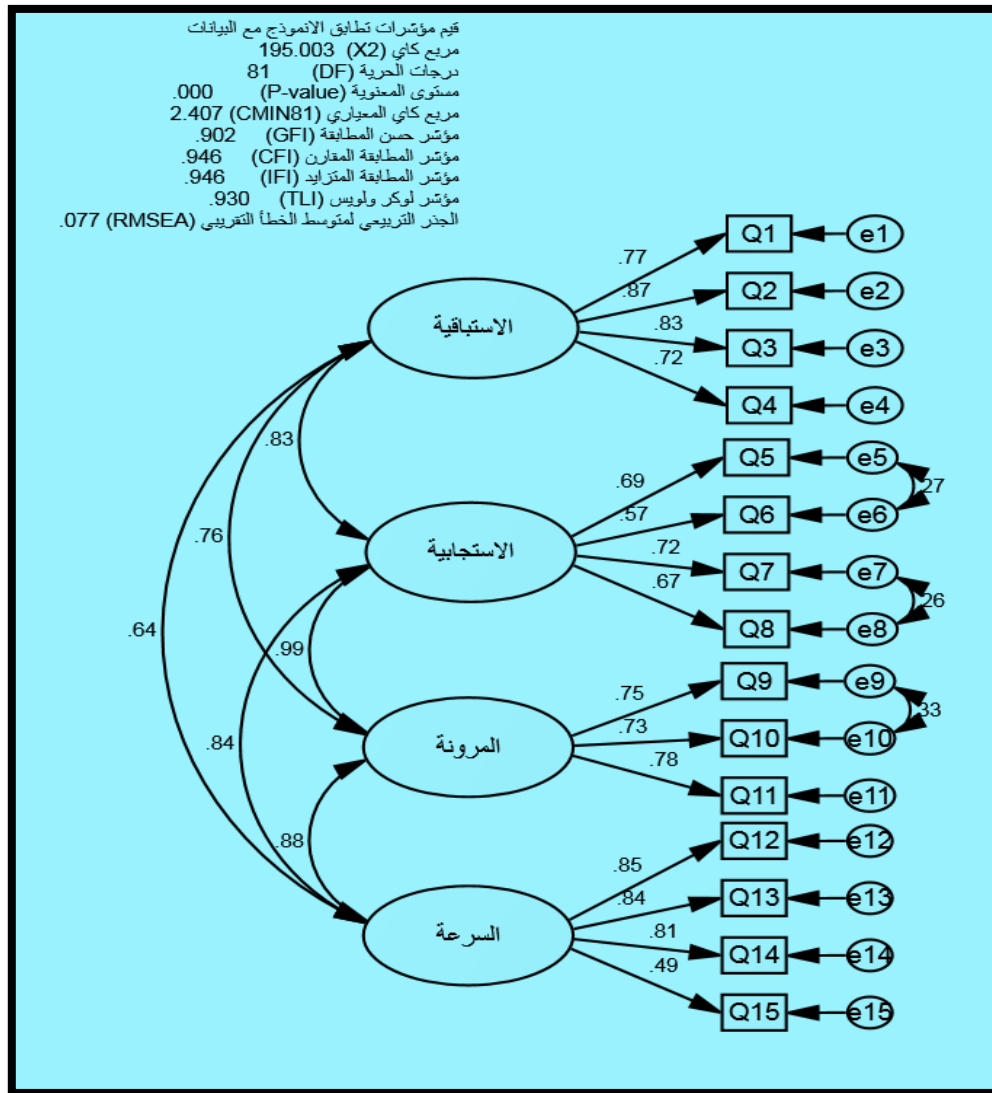 قيم مؤشرات تطابق الانموذج مع البيانات
مربع كاي (X2) 195.003
درجات الحرية (DF) 81
مستوى المعنوية (P-value) .000
مربع كاي المعياري (CMIN81) 2.407
مؤشر حسن المطابقة (GFI) .902
مؤشر المطابقة المقارن (CFI) .946
مؤشر المطابقة المتزايد (IFI) .946
مؤشر لوكر ولويس (TLI) .930
الجذر التربيعي لمتوسط الخطأ التقريبي (RMSEA) .077
.77 Q1 e1
.87 Q2 e2
الاستباقية
.83 Q3 e3
.72 Q4 e4
.83
.69 Q5 e5
.27
.57 Q6 e6
.76
الاستجابية
.72 Q7 e7
.26
.67 Q8 e8
.64
.99
.75 Q9 e9
.33
.73 Q10 e10
المرونة
.78 Q11 e11
.84
.88
.85 Q12 e12
.84 Q13 e13
السرعة
.81 Q14 e14
.49 Q15 e15